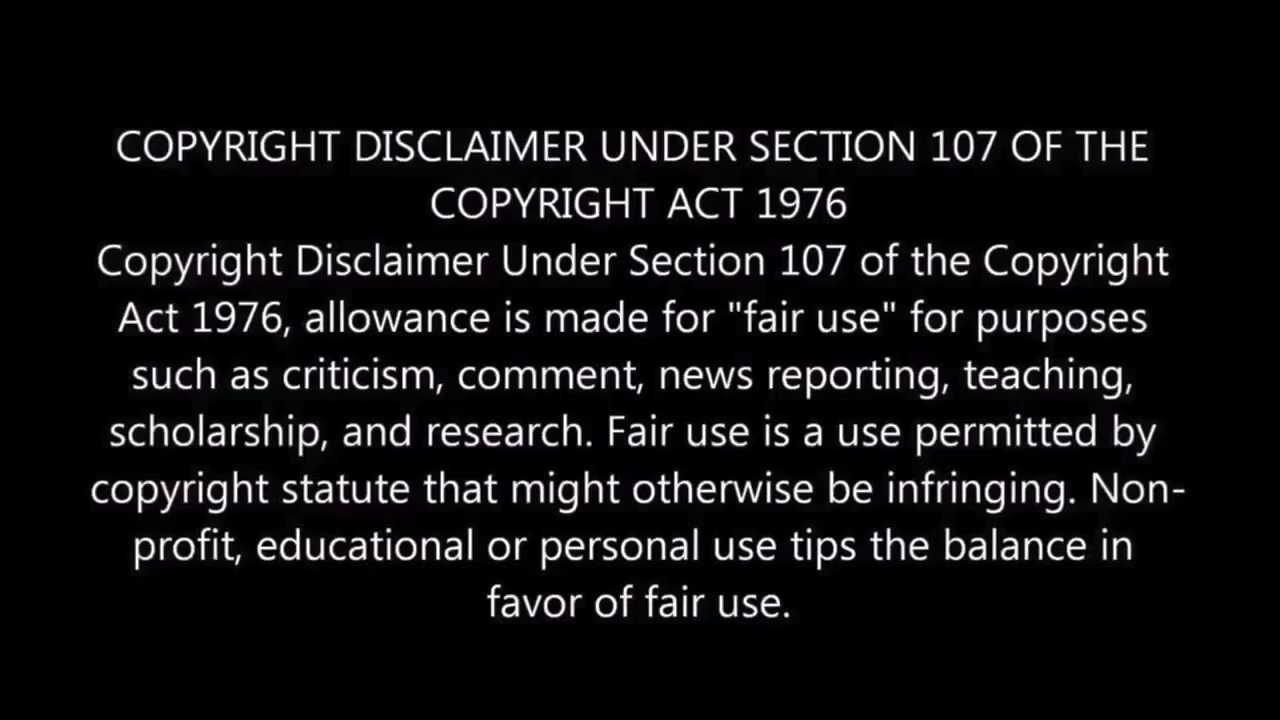 COPYRIGHT DISCLAIMER UNDER SECTION 107 OF THE
COPYRIGHT ACT 1976
Copyright Disclaimer Under Section 107 of the Copyright
Act 1976, allowance is made for "fair use" for purposes
such as criticism, comment, news reporting, teaching,
scholarship, and research. Fair use is a use permitted by
copyright statute that might otherwise be infringing. Non-
profit, educational or personal use tips the balance in
favor of fair use.